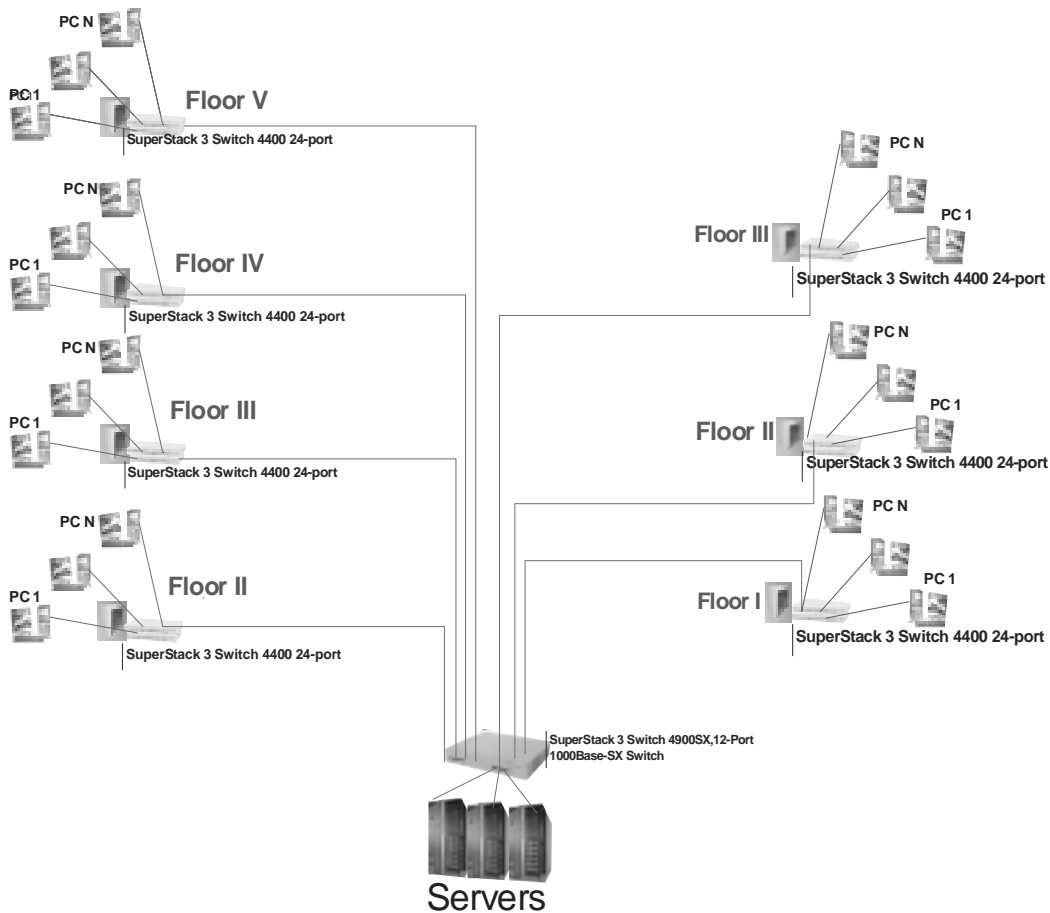 PC N
PC 1
Floor V
SuperStack 3 Switch 4400 24-port
PC N
Floor IV
PC 1
SuperStack 3 Switch 4400 24-port
PC N
Floor III
PC 1
SuperStack 3 Switch 4400 24-port
PC N
Floor II
PC 1
SuperStack 3 Switch 4400 24-port
PC N
PC 1
Floor III
SuperStack 3 Switch 4400 24-port
PC N
PC 1
Floor II
SuperStack 3 Switch 4400 24-port
PC N
PC 1
Floor I
SuperStack 3 Switch 4400 24-port
SuperStack 3 Switch 4900SX,12-Port
1000Base-SX Switch
Servers